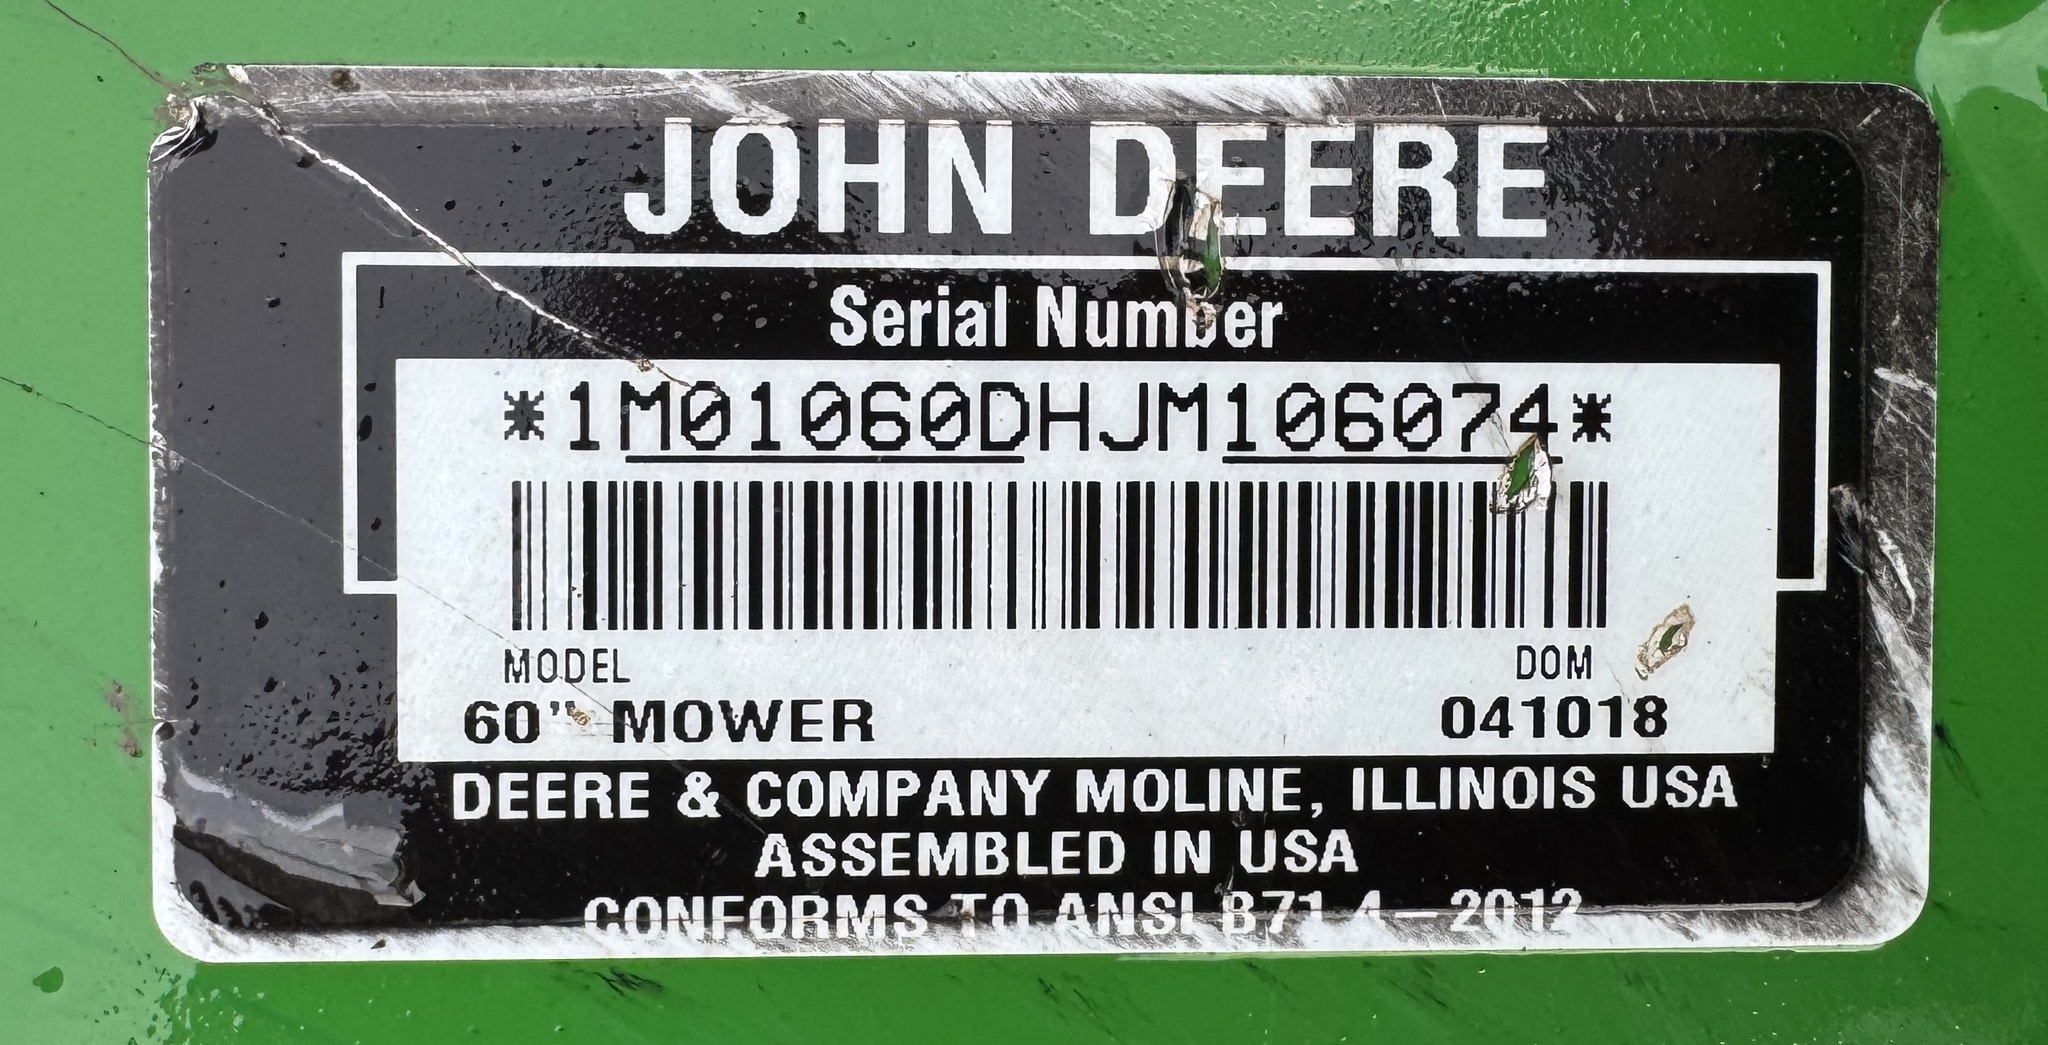 JOHN DEERE
Serial Number
*1M01060DHJM106074*
MODEL
DOM
60" MOWER
041018
DEERE & COMPANY MOLINE, ILLINOIS USA
ASSEMBLED IN USA
CONFORMS TO ANSI B71.4-2012